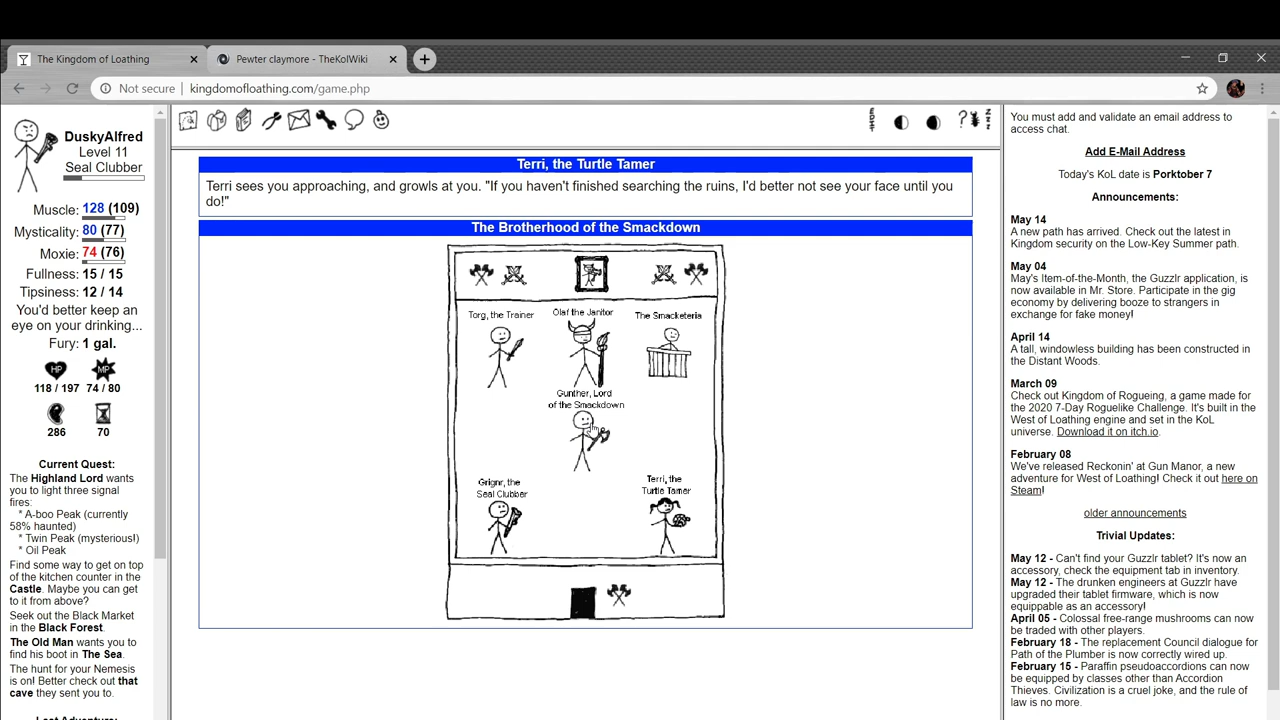 The Kingdom of Loathing
Pewter claymore - TheKolWiki
Not secure
kingdomofloathing.com/game.php
DuskyAlfred
Level 11
Seal Clubber
Muscle: 128 (109)
Mysticality: 80 (77)
Moxie: 74 (76)
Fullness: 15 / 15
Tipsiness: 12 / 14
You'd better keep an
eye on your drinking...
Fury: 1 gal.
HP
MP
118 / 197
74 / 80
286
70
Current Quest:
The Highland Lord wants
you to light three signal
fires:
* A-boo Peak (currently
58% haunted)
* Twin Peak (mysterious!)
* Oil Peak
Find some way to get on top
of the kitchen counter in the
Castle. Maybe you can get
to it from above?
Seek out the Black Market
in the Black Forest.
The Old Man wants you to
find his boot in The Sea.
The hunt for your Nemesis
is on! Better check out that
cave they sent you to.
Last Adventure:
Terri, the Turtle Tamer
Terri sees you approaching, and growls at you. "If you haven't finished searching the ruins, I'd better not see your face until you
do!"
The Brotherhood of the Smackdown
Torg, the Trainer
Olaf the Janitor
The Smacketeria
Gunther, Lord
of the Smackdown
Grignr, the
Seal Clubber
Terri, the
Turtle Tamer
You must add and validate an email address to
access chat.
Add E-Mail Address
Today's KoL date is Porktober 7
Announcements:
May 14
A new path has arrived. Check out the latest in
Kingdom security on the Low-Key Summer path.
May 04
May's Item-of-the-Month, the Guzzlr application, is
now available in Mr. Store. Participate in the gig
economy by delivering booze to strangers in
exchange for fake money!
April 14
A tall, windowless building has been constructed in
the Distant Woods.
March 09
Check out Kingdom of Rogueing, a game made for
the 2020 7-Day Roguelike Challenge. It's built in the
West of Loathing engine and set in the KoL
universe. Download it on itch.io.
February 08
We've released Reckonin' at Gun Manor, a new
adventure for West of Loathing! Check it out here on
Steam!
older announcements
Trivial Updates:
May 12 - Can't find your Guzzlr tablet? It's now an
accessory, check the equipment tab in inventory.
May 12 - The drunken engineers at Guzzlr have
upgraded their tablet firmware, which is now
equippable as an accessory!
April 05 - Colossal free-range mushrooms can now
be traded with other players.
February 18 - The replacement Council dialogue for
Path of the Plumber is now correctly wired up.
February 15 - Paraffin pseudoaccordions can now
be equipped by classes other than Accordion
Thieves. Civilization is a cruel joke, and the rule of
law is no more.